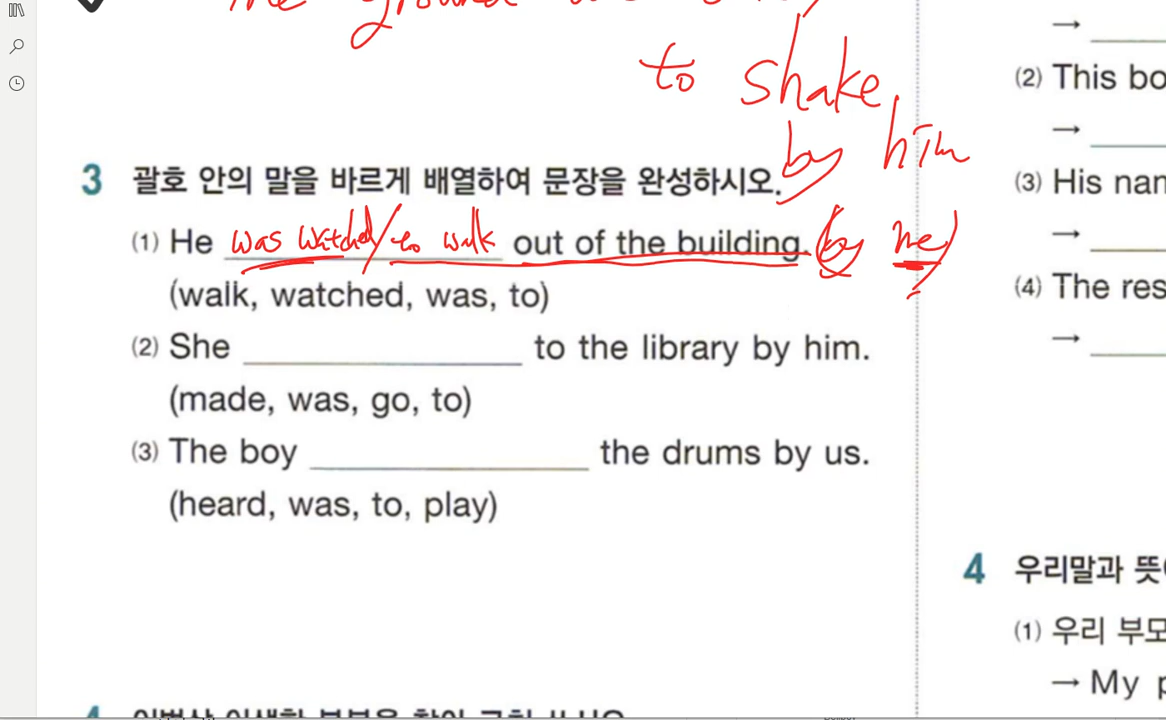 to shake
by him
3 괄호 안의 말을 바르게 배열하여 문장을 완성하시오.
(1) He was watched/to walk out of the building. (by me)
(walk, watched, was, to)
(2) She ____________ to the library by him.
(made, was, go, to)
(3) The boy ____________ the drums by us.
(heard, was, to, play)
→
(2) This bo
→
(3) His nan
→
(4) The res
→
4 우리말과 뜻
(1) 우리 부모
→ My p